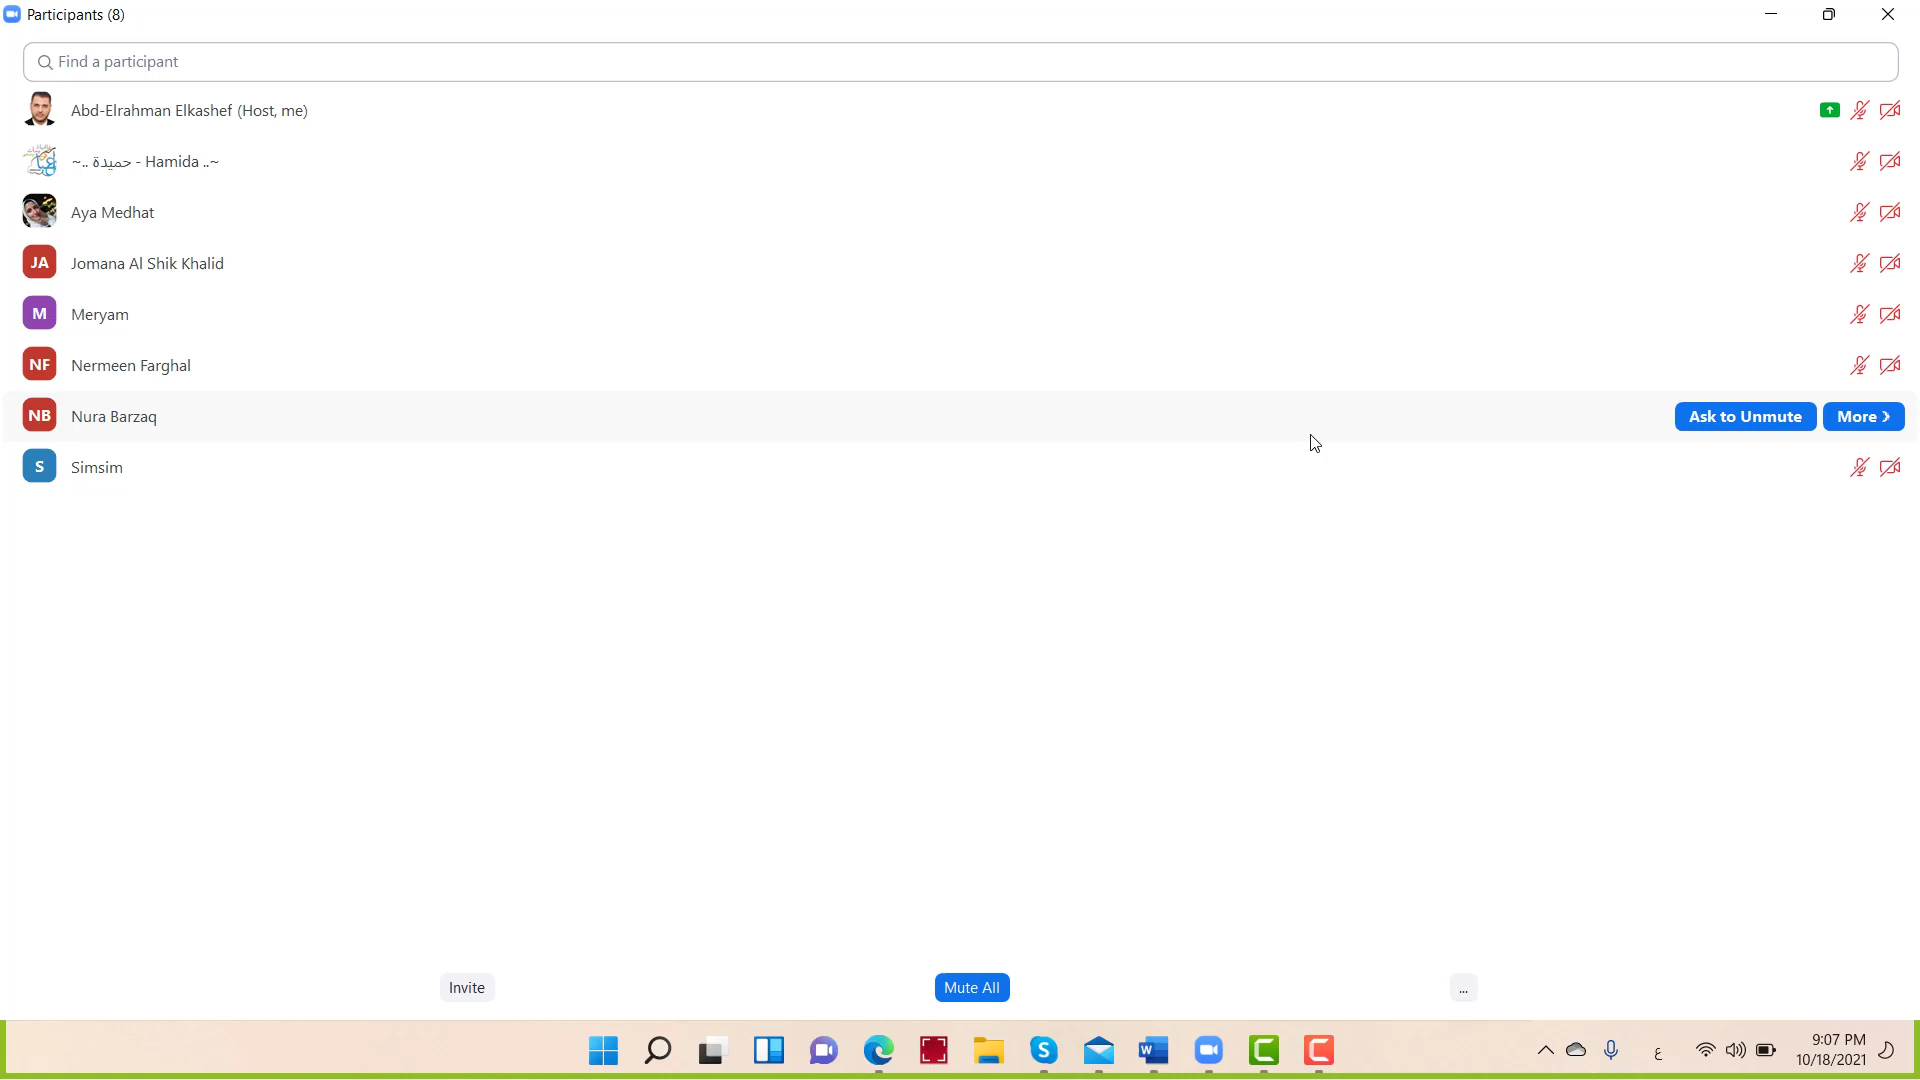 Participants (8)
Find a participant
Abd-Elrahman Elkashef (Host, me)
~.. حميدة - Hamida ..~
Aya Medhat
JA Jomana Al Shik Khalid
M Meryam
NF Nermeen Farghal
NB Nura Barzaq Ask to Unmute More
S Simsim
Invite Mute All ...
ع 9:07 PM
10/18/2021